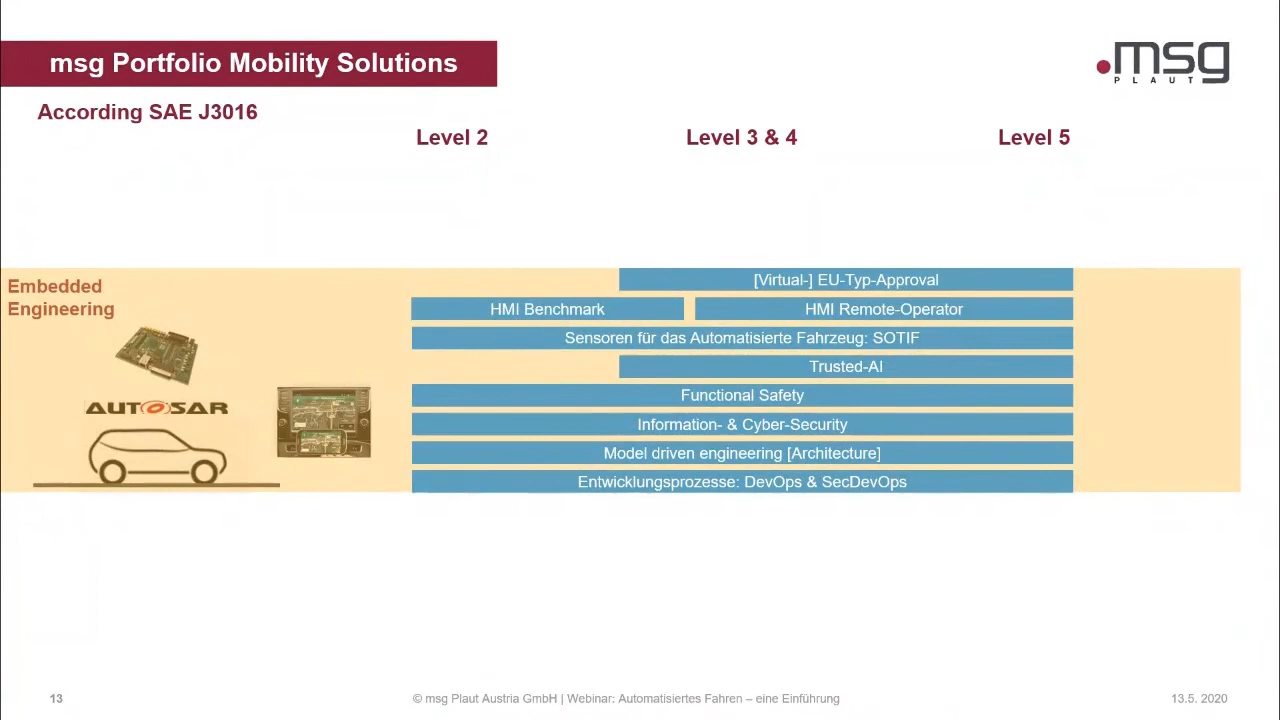 msg Portfolio Mobility Solutions
.msg
PLAUT
According SAE J3016
Level 2
Level 3 & 4
Level 5
Embedded
Engineering
AUTOSAR
[Virtual-] EU-Typ-Approval
HMI Benchmark
HMI Remote-Operator
Sensoren für das Automatisierte Fahrzeug: SOTIF
Trusted-AI
Functional Safety
Information- & Cyber-Security
Model driven engineering [Architecture]
Entwicklungsprozesse: DevOps & SecDevOps
13
© msg Plaut Austria GmbH | Webinar: Automatisiertes Fahren – eine Einführung
13.5. 2020